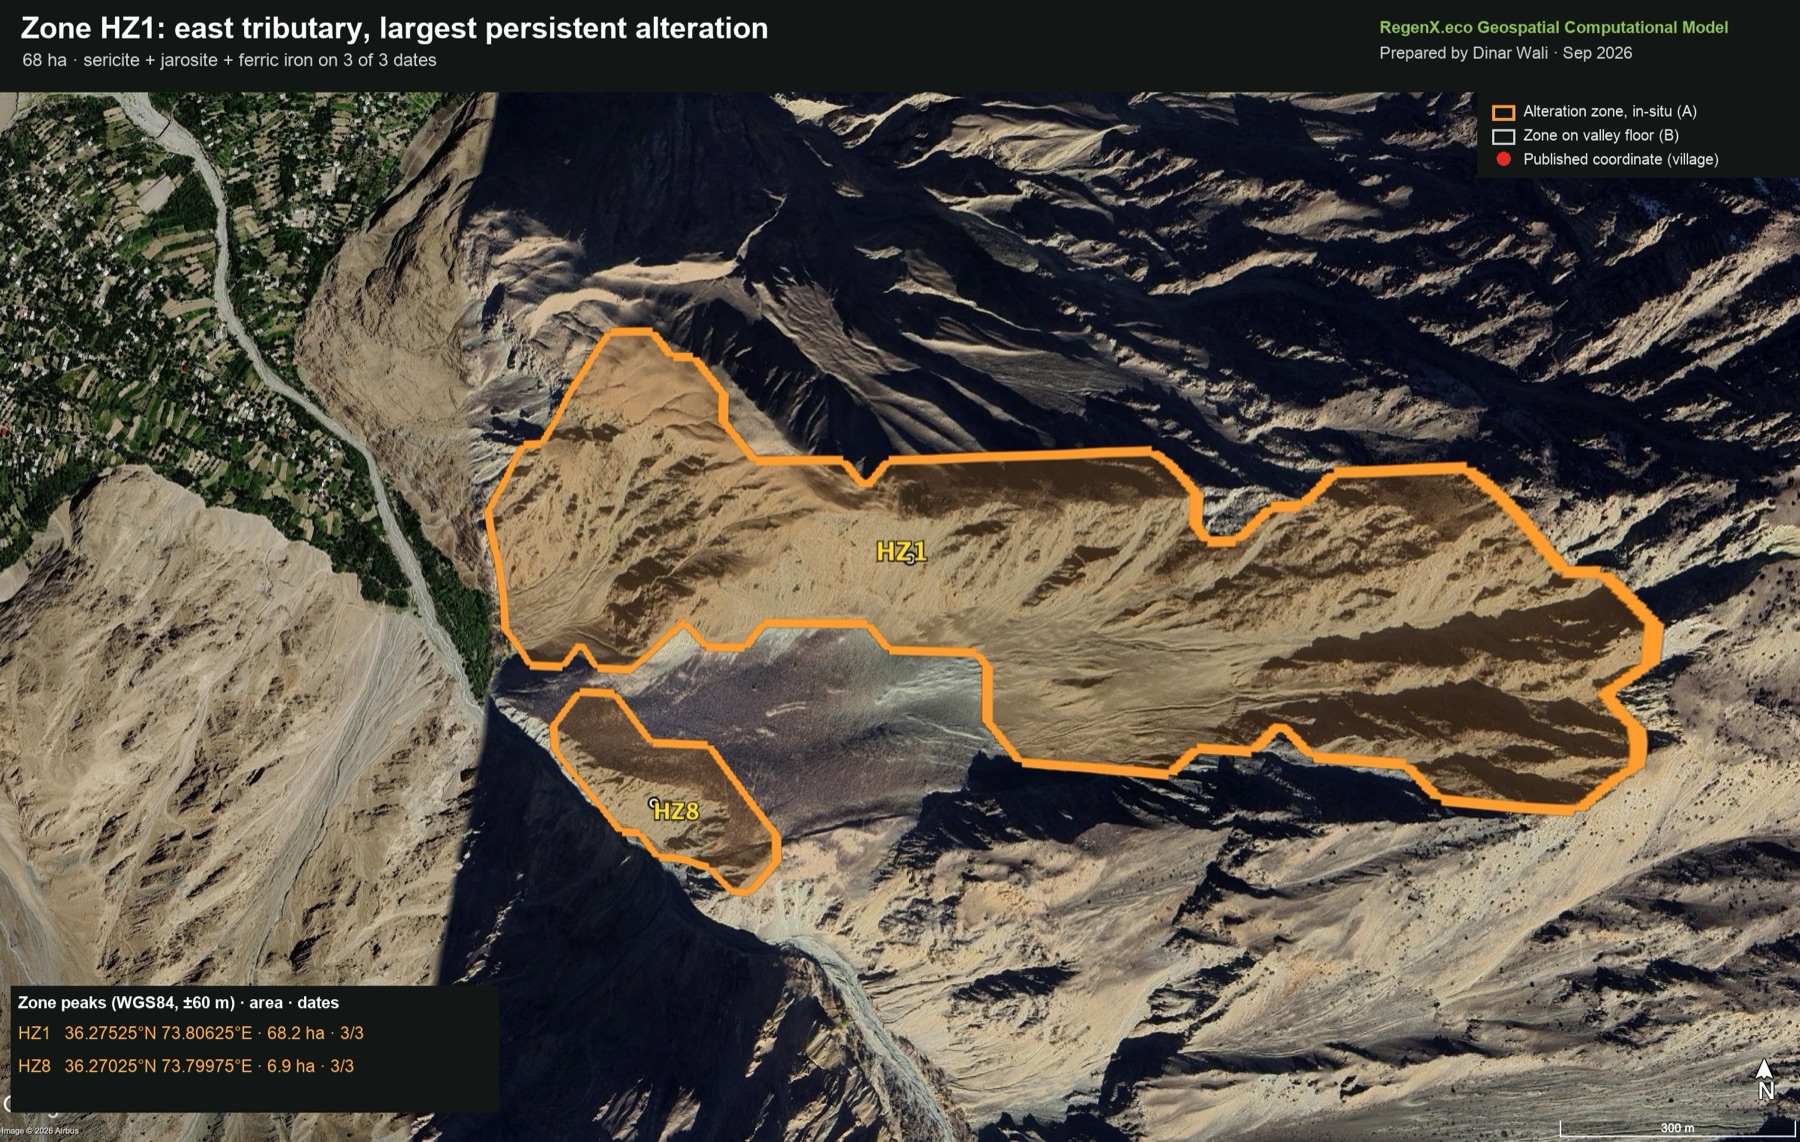 Zone HZ1: east tributary, largest persistent alteration
68 ha · sericite + jarosite + ferric iron on 3 of 3 dates
RegenX.eco Geospatial Computational Model
Prepared by Dinar Wali · Sep 2026
Alteration zone, in-situ (A)
Zone on valley floor (B)
Published coordinate (village)
HZ1
HZ8
Zone peaks (WGS84, ±60 m) · area · dates
HZ1 36.27525°N 73.80625°E · 68.2 ha · 3/3
HZ8 36.27025°N 73.79975°E · 6.9 ha · 3/3
Image © 2026 Airbus
N
300 m